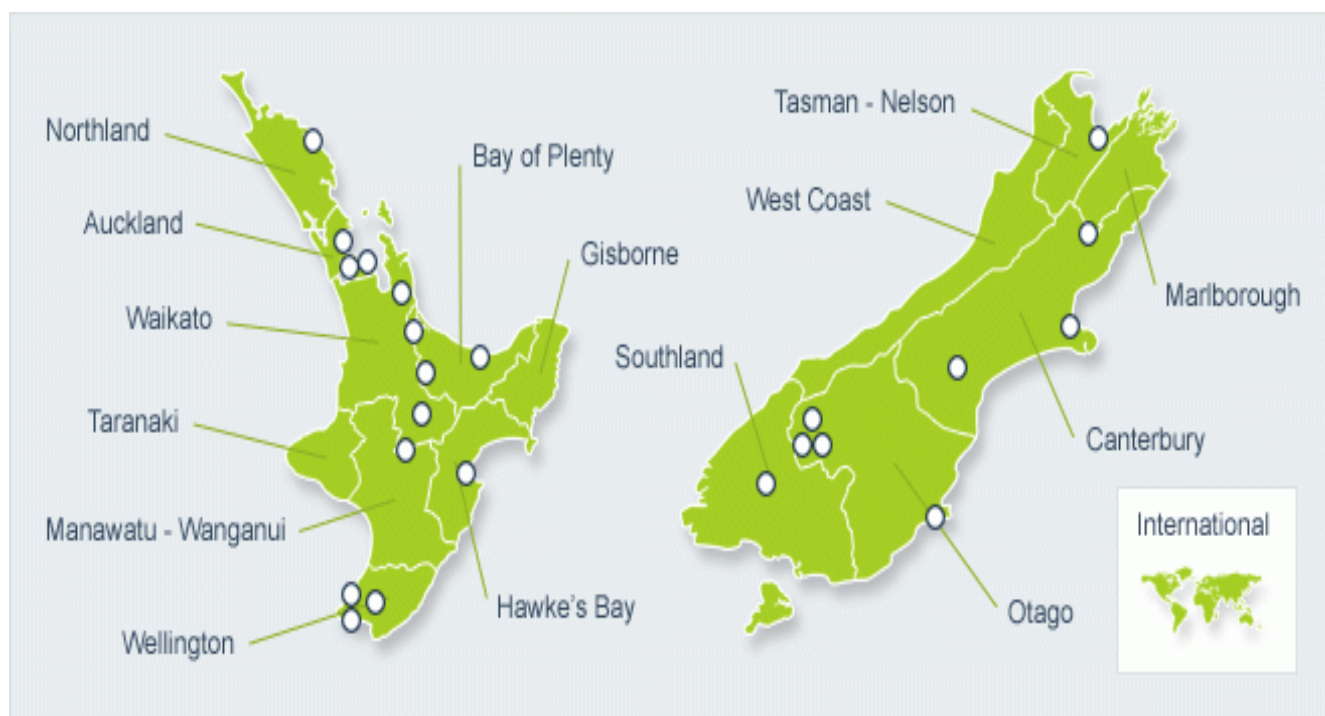 Northland
Auckland
Waikato
Taranaki
Manawatu - Wanganui
Wellington
Bay of Plenty
Gisborne
Hawke's Bay
Tasman - Nelson
West Coast
Southland
Marlborough
Canterbury
Otago
International